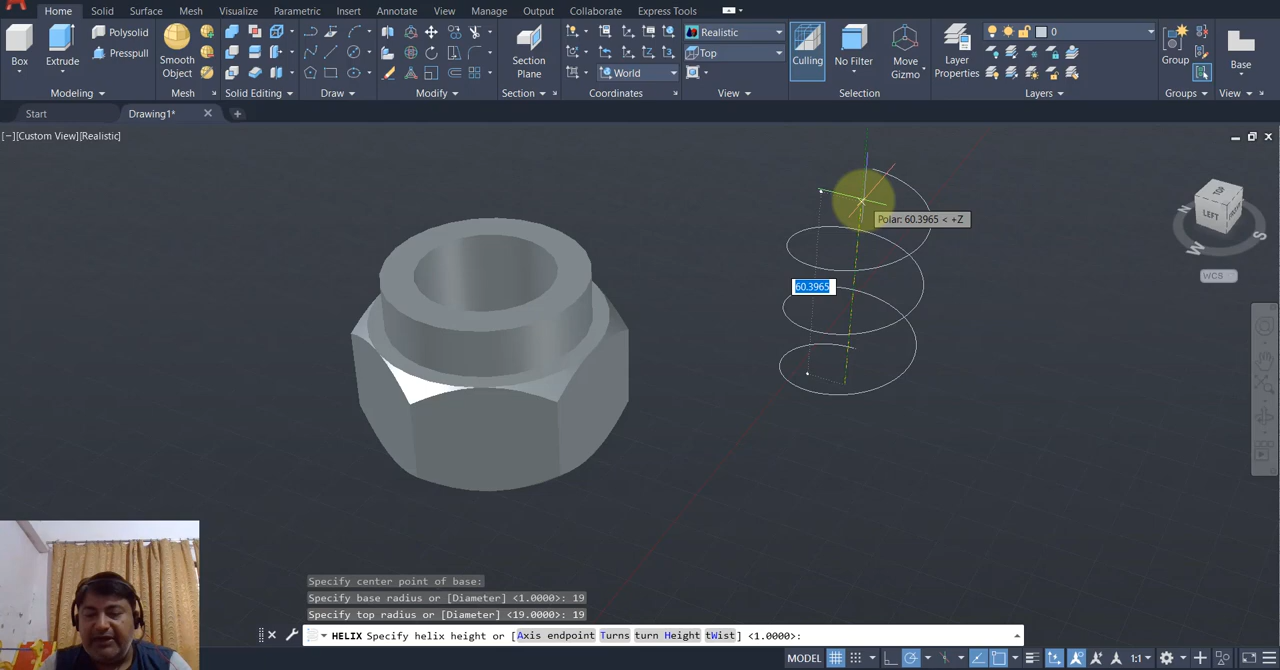 Home Solid Surface Mesh Visualize Parametric Insert Annotate View Manage Output Collaborate Express Tools
Box Extrude Polysolid Presspull
Smooth Object
Section Plane
World
Realistic
Top
Culling No Filter Move Gizmo
Layer Properties
0
Group
Base
Modeling Mesh Solid Editing Draw Modify Section Coordinates View Selection Layers Groups View
Start Drawing1*
[−][Custom View][Realistic]
TOP
LEFT
N
S
W
WCS
Polar: 60.3965 < +Z
60.3965
Specify center point of base:
Specify base radius or [Diameter] <1.0000>: 19
Specify top radius or [Diameter] <19.0000>: 19
HELIX Specify helix height or [Axis endpoint Turns turn Height tWist] <1.0000>:
MODEL 1:1